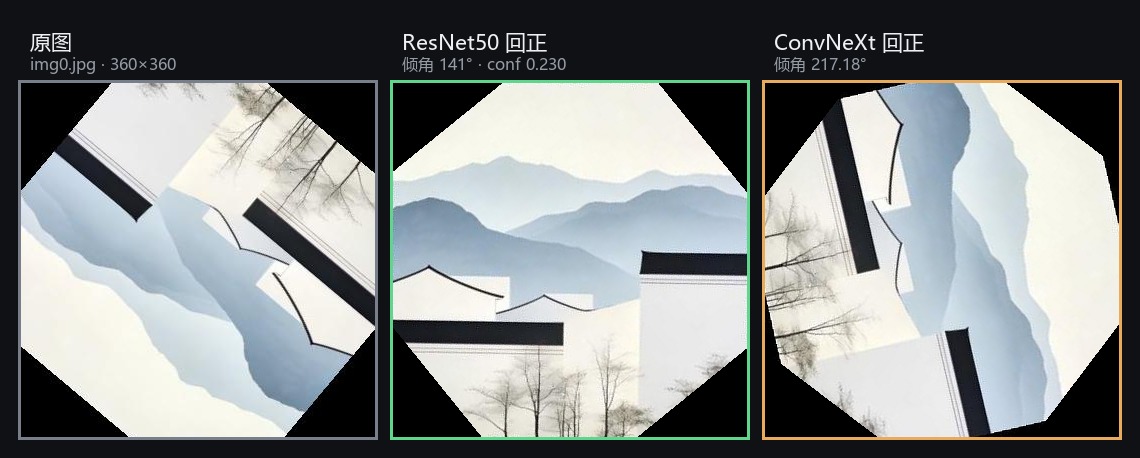 原图
img0.jpg · 360×360
ResNet50 回正
倾角 141° · conf 0.230
ConvNeXt 回正
倾角 217.18°